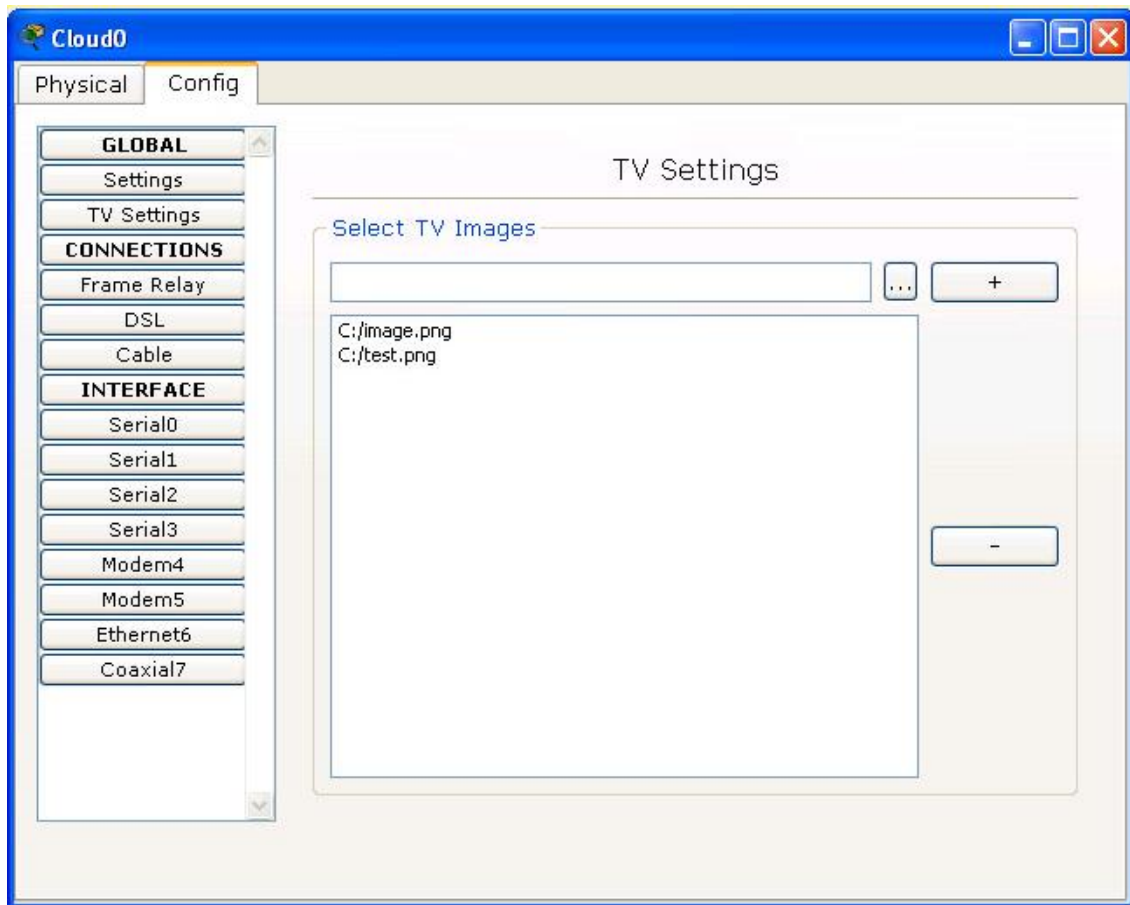 Cloud0
Physical Config
GLOBAL
Settings
TV Settings
CONNECTIONS
Frame Relay
DSL
Cable
INTERFACE
Serial0
Serial1
Serial2
Serial3
Modem4
Modem5
Ethernet6
Coaxial7
TV Settings
Select TV Images
... +
C:/image.png
C:/test.png
-